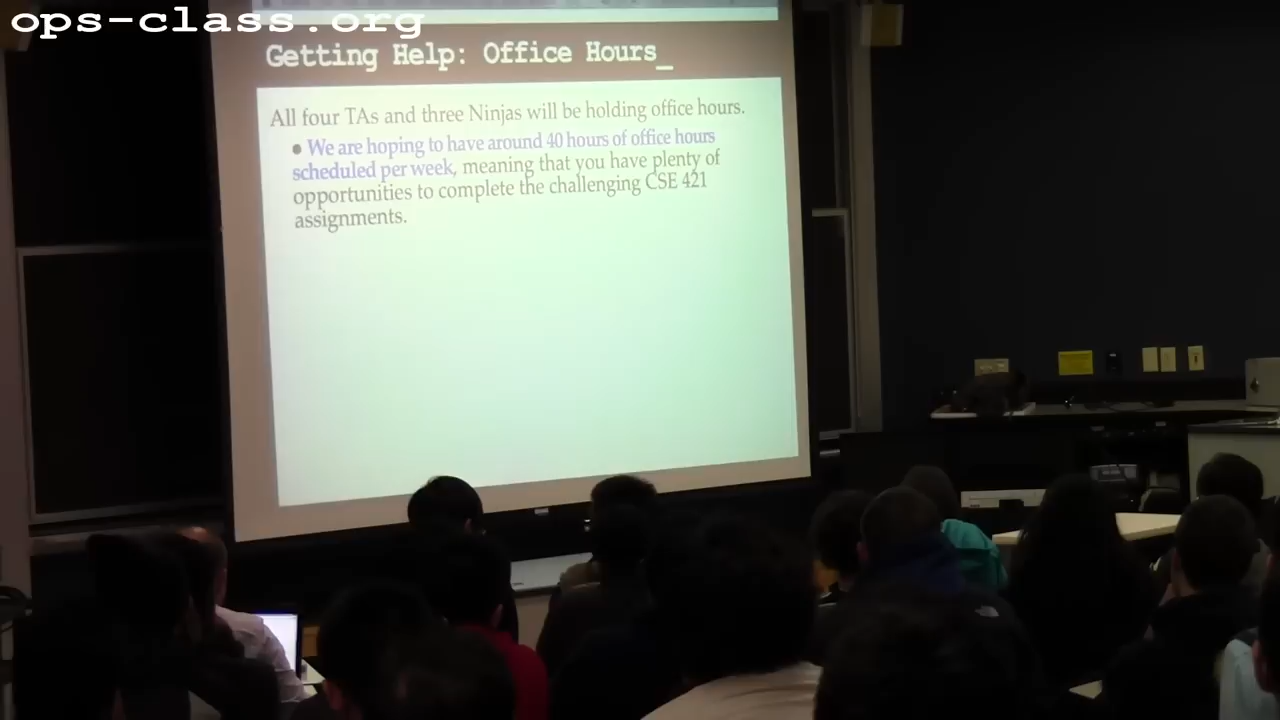 ops-class.org
Getting Help: Office Hours_
All four TAs and three Ninjas will be holding office hours.
• We are hoping to have around 40 hours of office hours
scheduled per week, meaning that you have plenty of
opportunities to complete the challenging CSE 421
assignments.